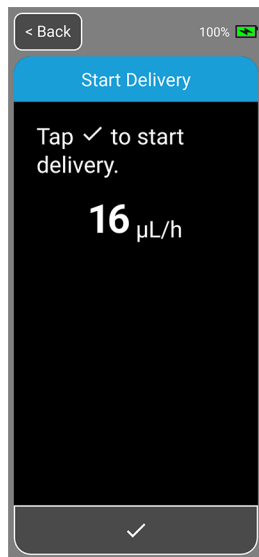 < Back
100%
Start Delivery
Tap ✓ to start
delivery.
16 µL/h